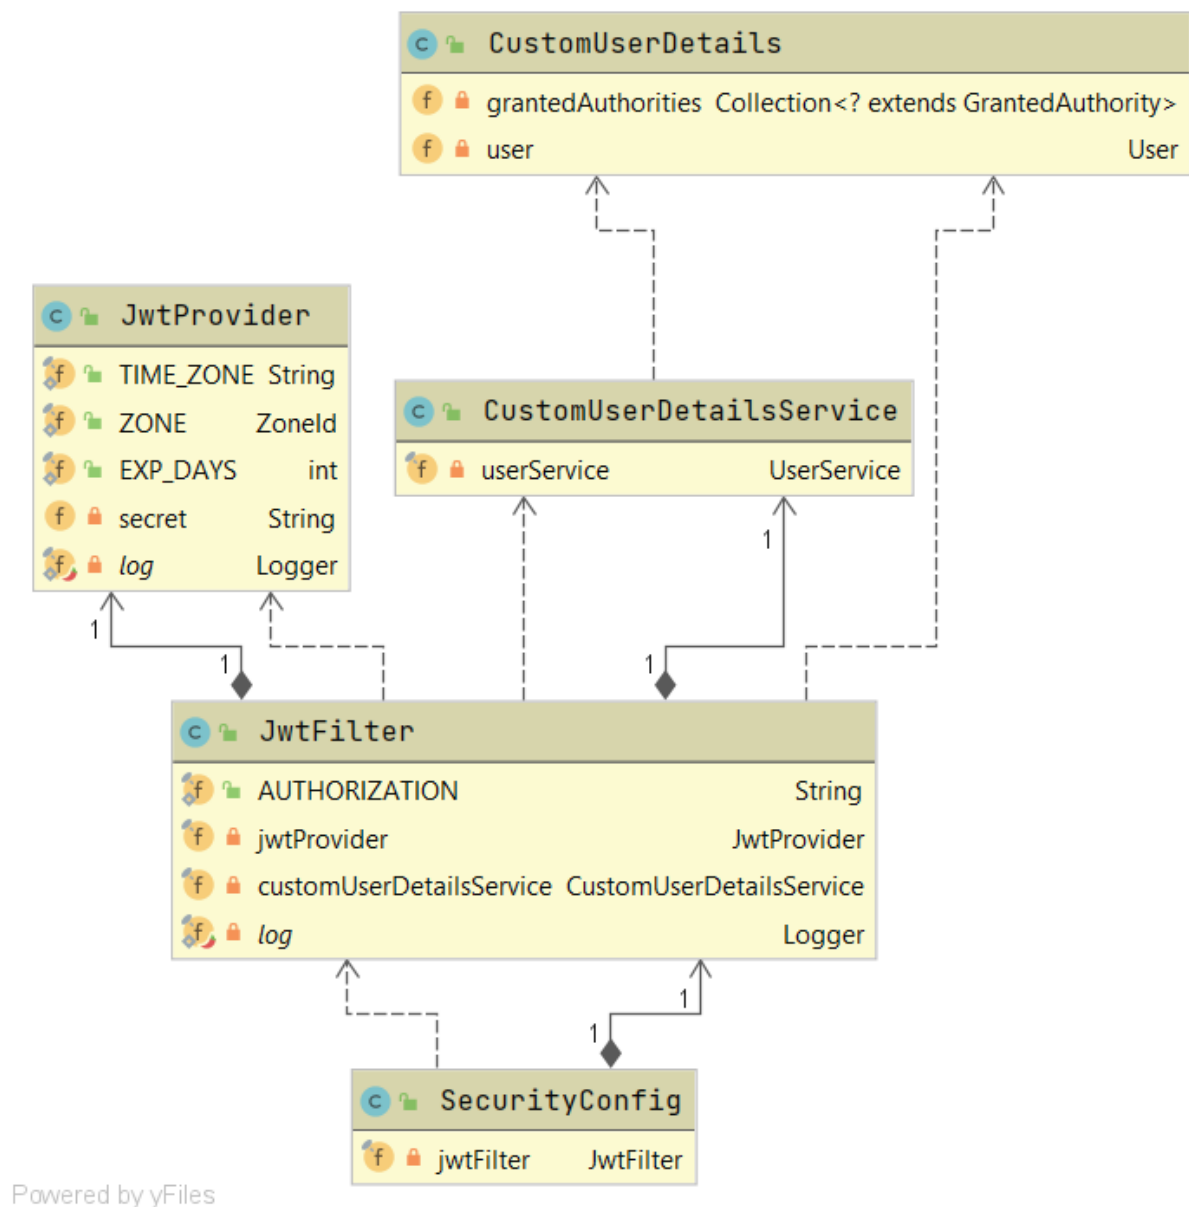 CustomUserDetails
grantedAuthorities Collection<? extends GrantedAuthority>
user User
JwtProvider
TIME_ZONE String
ZONE ZoneId
EXP_DAYS int
secret String
log Logger
CustomUserDetailsService
userService UserService
1
1
1
1
JwtFilter
AUTHORIZATION String
jwtProvider JwtProvider
customUserDetailsService CustomUserDetailsService
log Logger
1
1
SecurityConfig
jwtFilter JwtFilter
Powered by yFiles